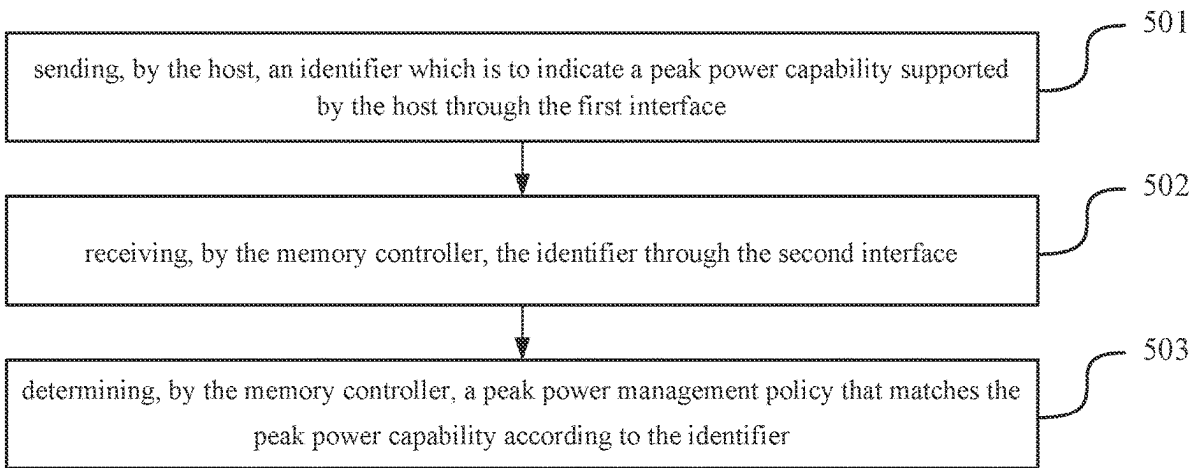 501
sending, by the host, an identifier which is to indicate a peak power capability supported
by the host through the first interface
502
receiving, by the memory controller, the identifier through the second interface
503
determining, by the memory controller, a peak power management policy that matches the
peak power capability according to the identifier